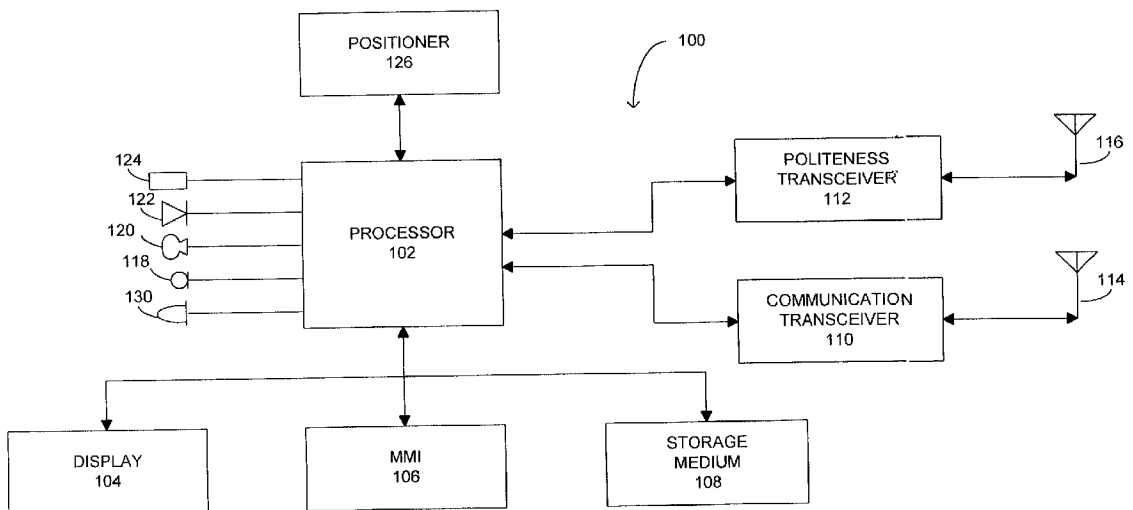 POSITIONER
126
100
124
122
120
118
130
PROCESSOR
102
POLITENESS
TRANSCEIVER
112
116
COMMUNICATION
TRANSCEIVER
110
114
DISPLAY
104
MMI
106
STORAGE
MEDIUM
108